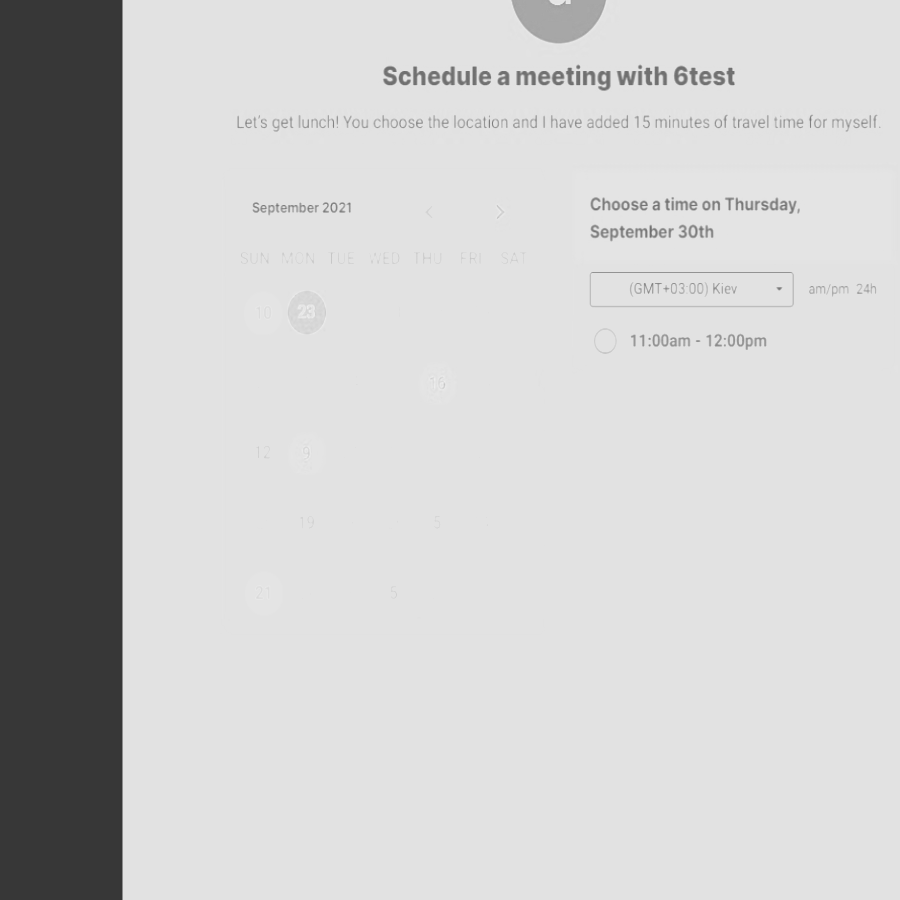 Schedule a meeting with 6test
Let's get lunch! You choose the location and I have added 15 minutes of travel time for myself.
September 2021
SUN MON TUE WED THU FRI SAT
23
16
12 9
19 5
21 5
Choose a time on Thursday,
September 30th
(GMT+03:00) Kiev
am/pm 24h
11:00am - 12:00pm